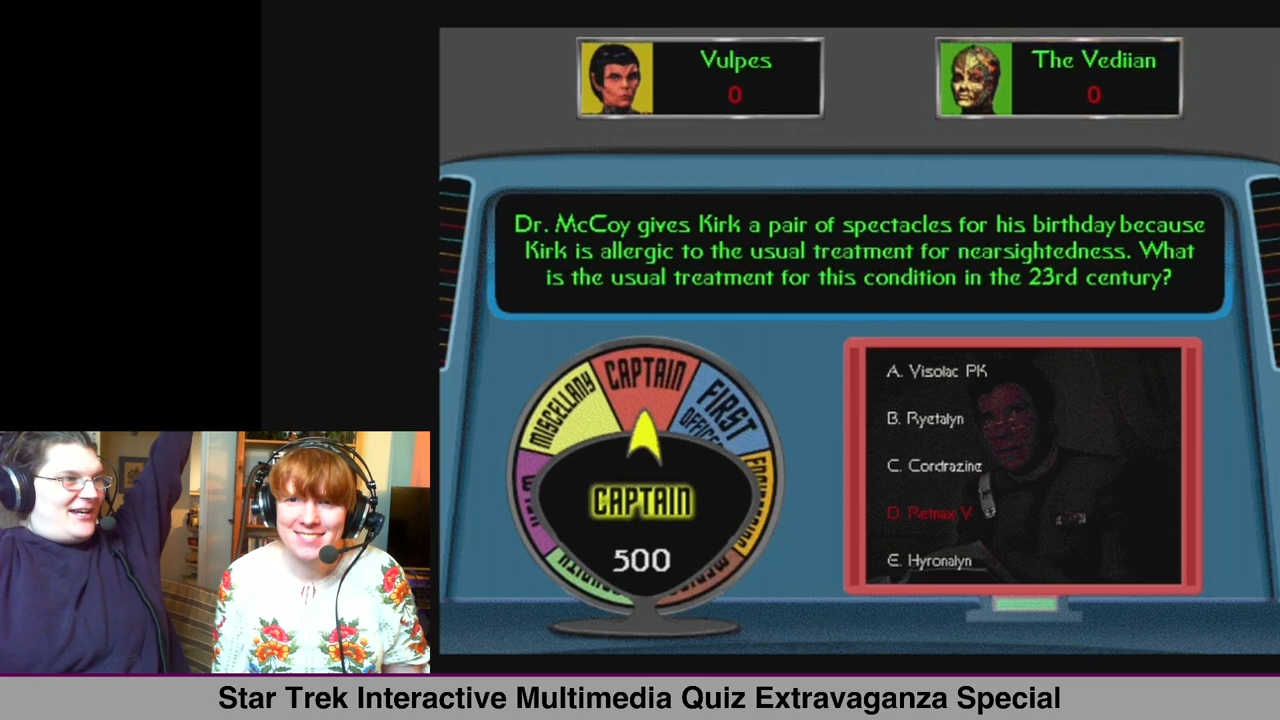 Vulpes
0
The Vediian
0
Dr. McCoy gives Kirk a pair of spectacles for his birthday because
Kirk is allergic to the usual treatment for nearsightedness. What
is the usual treatment for this condition in the 23rd century?
MISCELLANY
CAPTAIN
FIRST
OFFICER
CAPTAIN
500
A. Visolac PK
B. Ryetalyn
C. Cordrazine
D. Retnax V
E. Hyronalyn
Star Trek Interactive Multimedia Quiz Extravaganza Special